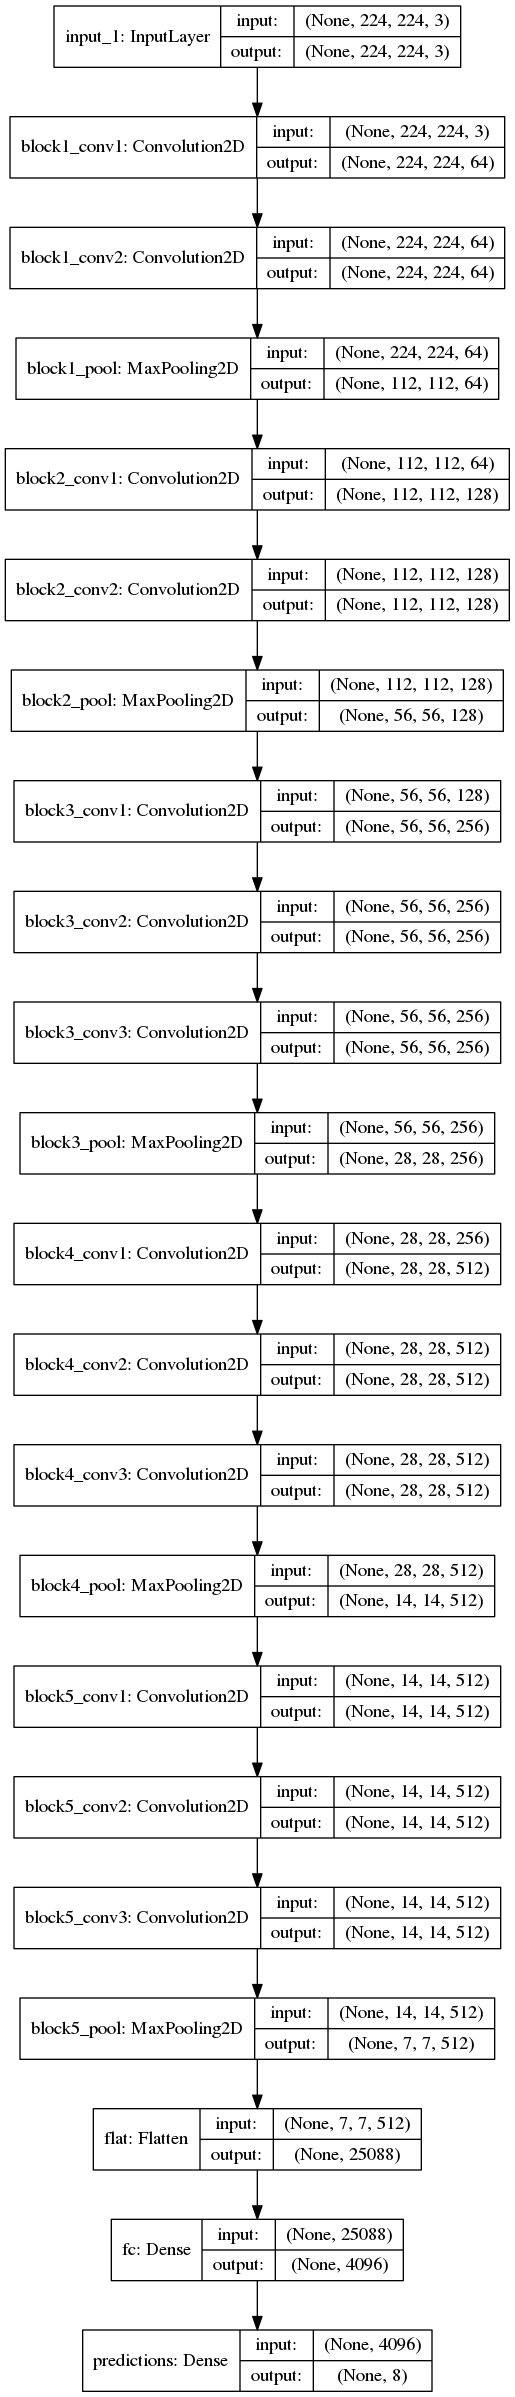 input_1: InputLayer
input: (None, 224, 224, 3)
output: (None, 224, 224, 3)
block1_conv1: Convolution2D
input: (None, 224, 224, 3)
output: (None, 224, 224, 64)
block1_conv2: Convolution2D
input: (None, 224, 224, 64)
output: (None, 224, 224, 64)
block1_pool: MaxPooling2D
input: (None, 224, 224, 64)
output: (None, 112, 112, 64)
block2_conv1: Convolution2D
input: (None, 112, 112, 64)
output: (None, 112, 112, 128)
block2_conv2: Convolution2D
input: (None, 112, 112, 128)
output: (None, 112, 112, 128)
block2_pool: MaxPooling2D
input: (None, 112, 112, 128)
output: (None, 56, 56, 128)
block3_conv1: Convolution2D
input: (None, 56, 56, 128)
output: (None, 56, 56, 256)
block3_conv2: Convolution2D
input: (None, 56, 56, 256)
output: (None, 56, 56, 256)
block3_conv3: Convolution2D
input: (None, 56, 56, 256)
output: (None, 56, 56, 256)
block3_pool: MaxPooling2D
input: (None, 56, 56, 256)
output: (None, 28, 28, 256)
block4_conv1: Convolution2D
input: (None, 28, 28, 256)
output: (None, 28, 28, 512)
block4_conv2: Convolution2D
input: (None, 28, 28, 512)
output: (None, 28, 28, 512)
block4_conv3: Convolution2D
input: (None, 28, 28, 512)
output: (None, 28, 28, 512)
block4_pool: MaxPooling2D
input: (None, 28, 28, 512)
output: (None, 14, 14, 512)
block5_conv1: Convolution2D
input: (None, 14, 14, 512)
output: (None, 14, 14, 512)
block5_conv2: Convolution2D
input: (None, 14, 14, 512)
output: (None, 14, 14, 512)
block5_conv3: Convolution2D
input: (None, 14, 14, 512)
output: (None, 14, 14, 512)
block5_pool: MaxPooling2D
input: (None, 14, 14, 512)
output: (None, 7, 7, 512)
flat: Flatten
input: (None, 7, 7, 512)
output: (None, 25088)
fc: Dense
input: (None, 25088)
output: (None, 4096)
predictions: Dense
input: (None, 4096)
output: (None, 8)